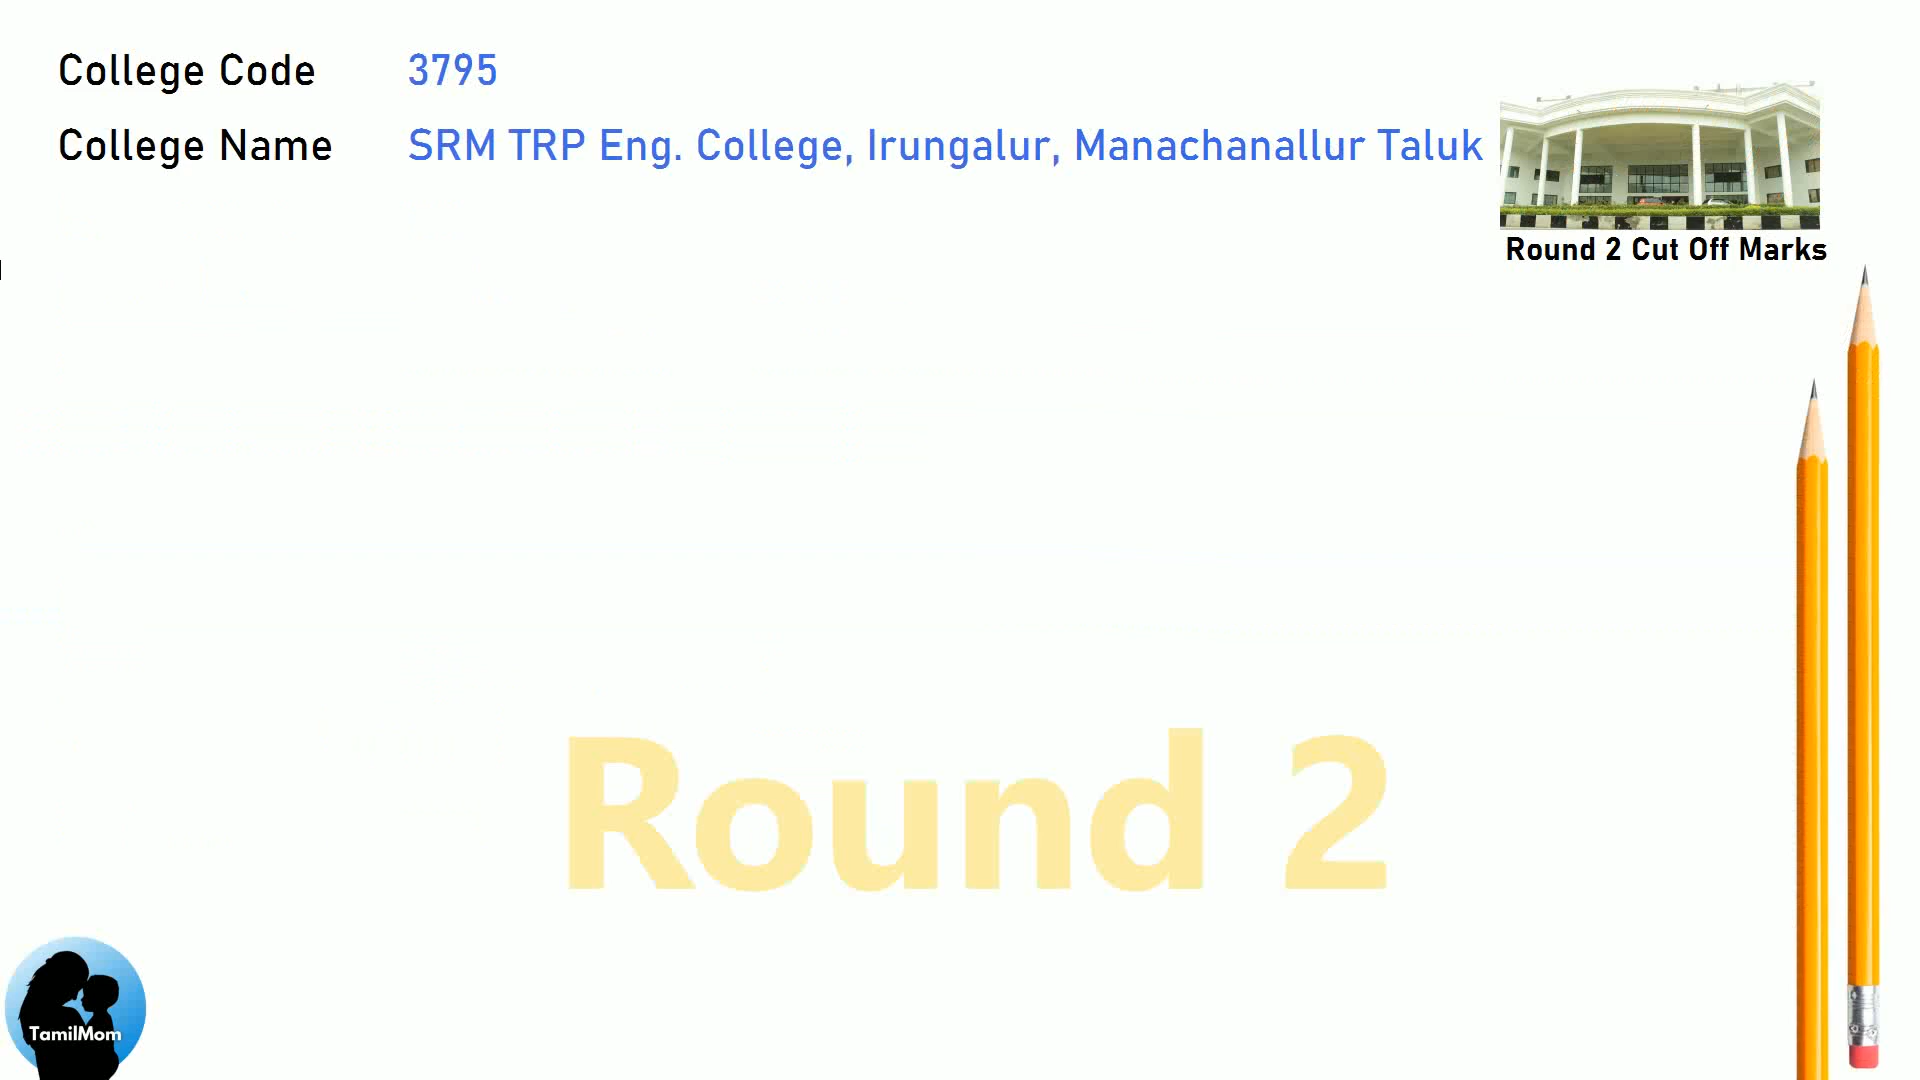 College Code 3795
College Name SRM TRP Eng. College, Irungalur, Manachanallur Taluk
Round 2 Cut Off Marks
Round 2
TamilMom